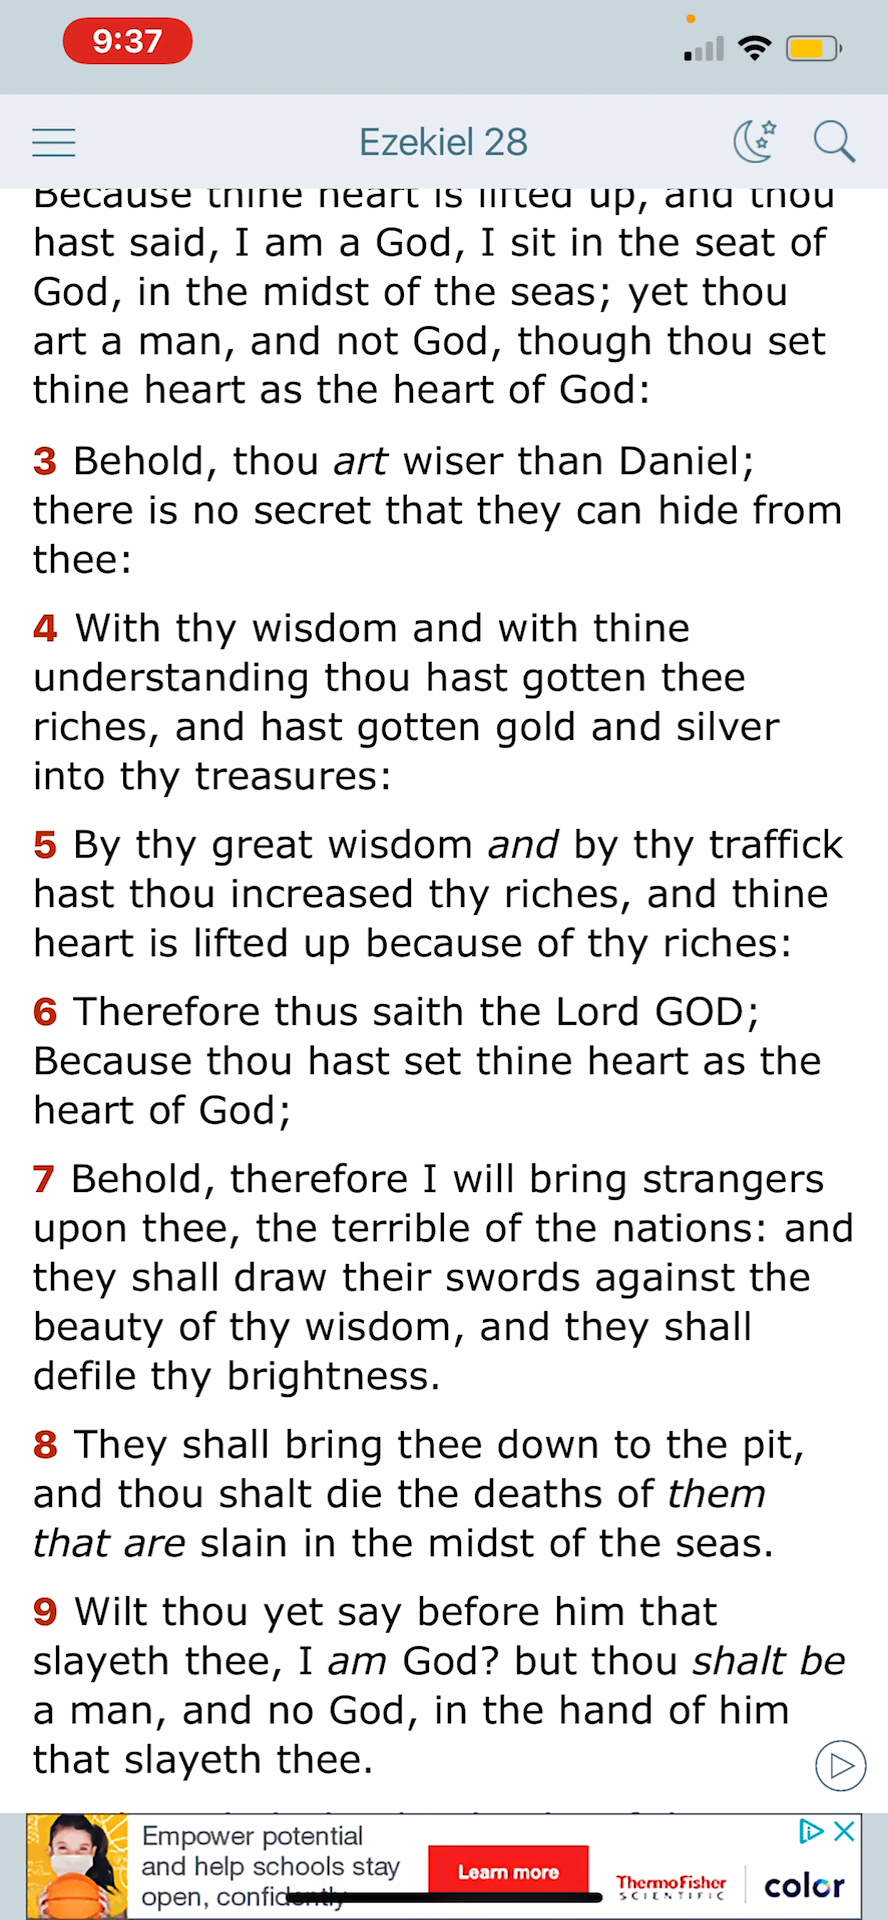 9:37
Ezekiel 28
Because thine heart is lifted up, and thou
hast said, I am a God, I sit in the seat of
God, in the midst of the seas; yet thou
art a man, and not God, though thou set
thine heart as the heart of God:
3 Behold, thou art wiser than Daniel;
there is no secret that they can hide from
thee:
4 With thy wisdom and with thine
understanding thou hast gotten thee
riches, and hast gotten gold and silver
into thy treasures:
5 By thy great wisdom and by thy traffick
hast thou increased thy riches, and thine
heart is lifted up because of thy riches:
6 Therefore thus saith the Lord GOD;
Because thou hast set thine heart as the
heart of God;
7 Behold, therefore I will bring strangers
upon thee, the terrible of the nations: and
they shall draw their swords against the
beauty of thy wisdom, and they shall
defile thy brightness.
8 They shall bring thee down to the pit,
and thou shalt die the deaths of them
that are slain in the midst of the seas.
9 Wilt thou yet say before him that
slayeth thee, I am God? but thou shalt be
a man, and no God, in the hand of him
that slayeth thee.
Empower potential
and help schools stay
open, confidently
Learn more
ThermoFisher
SCIENTIFIC
color